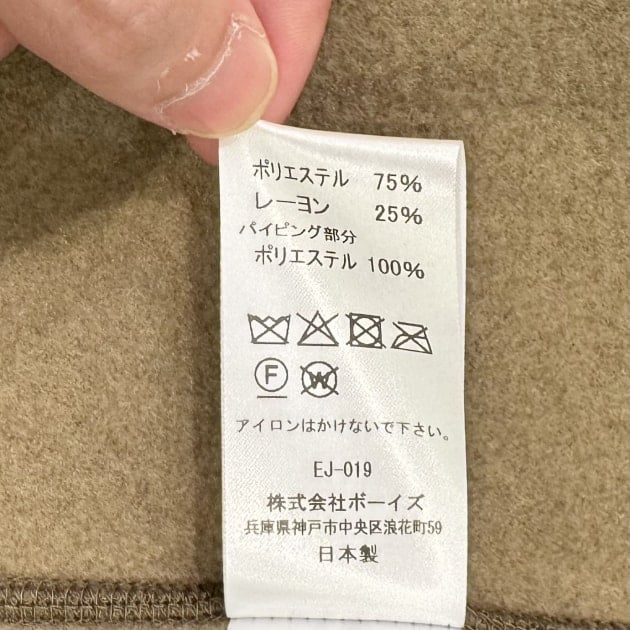 ポリエステル 75%
レーヨン 25%
パイピング部分
ポリエステル 100%
F W
アイロンはかけないで下さい。
EJ-019
株式会社ボーイズ
兵庫県神戸市中央区浪花町59
日本製